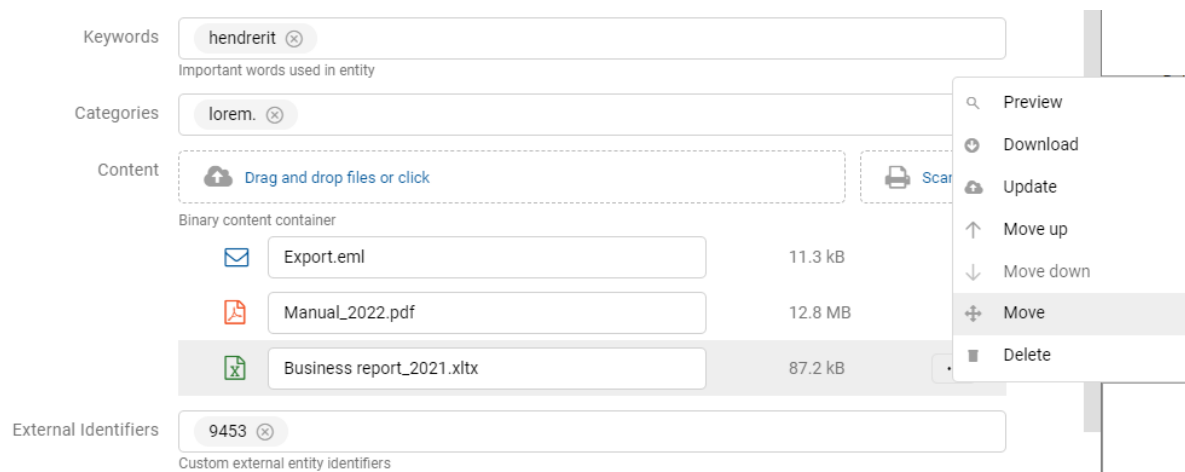 Keywords
hendrerit
Important words used in entity
Categories
lorem.
Content
Drag and drop files or click
Binary content container
Export.eml 11.3 kB
Manual_2022.pdf 12.8 MB
Business report_2021.xltx 87.2 kB
External Identifiers
9453
Custom external entity identifiers
Preview
Download
Update
Move up
Move down
Move
Delete